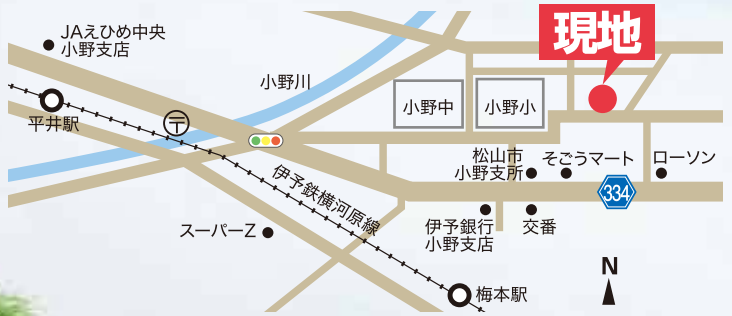 JAえひめ中央
小野支店
現地
小野川
小野中
小野小
平井駅
〒
松山市
小野支所
そごうマート
ローソン
334
伊予鉄横河原線
伊予銀行
小野支店
交番
スーパーZ
梅本駅
N